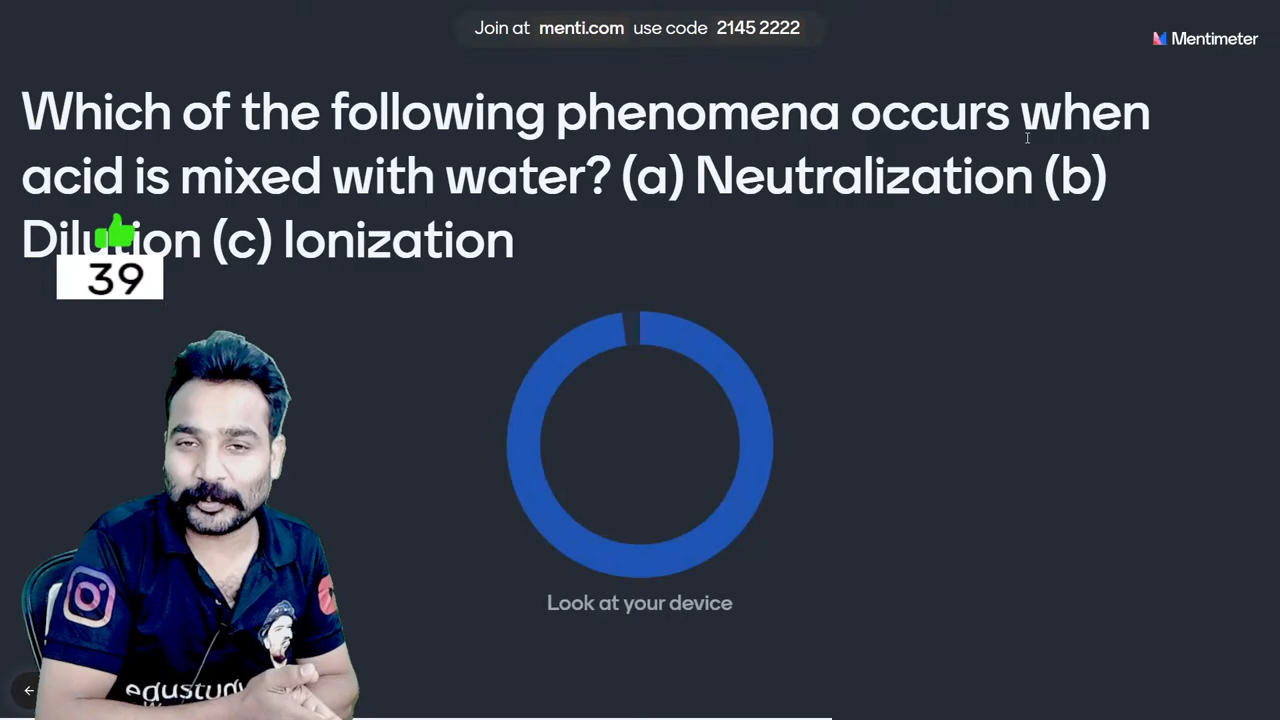 Join at menti.com use code 2145 2222
Mentimeter
Which of the following phenomena occurs when
acid is mixed with water? (a) Neutralization (b)
Dilution (c) Ionization
39
Look at your device
edustudy